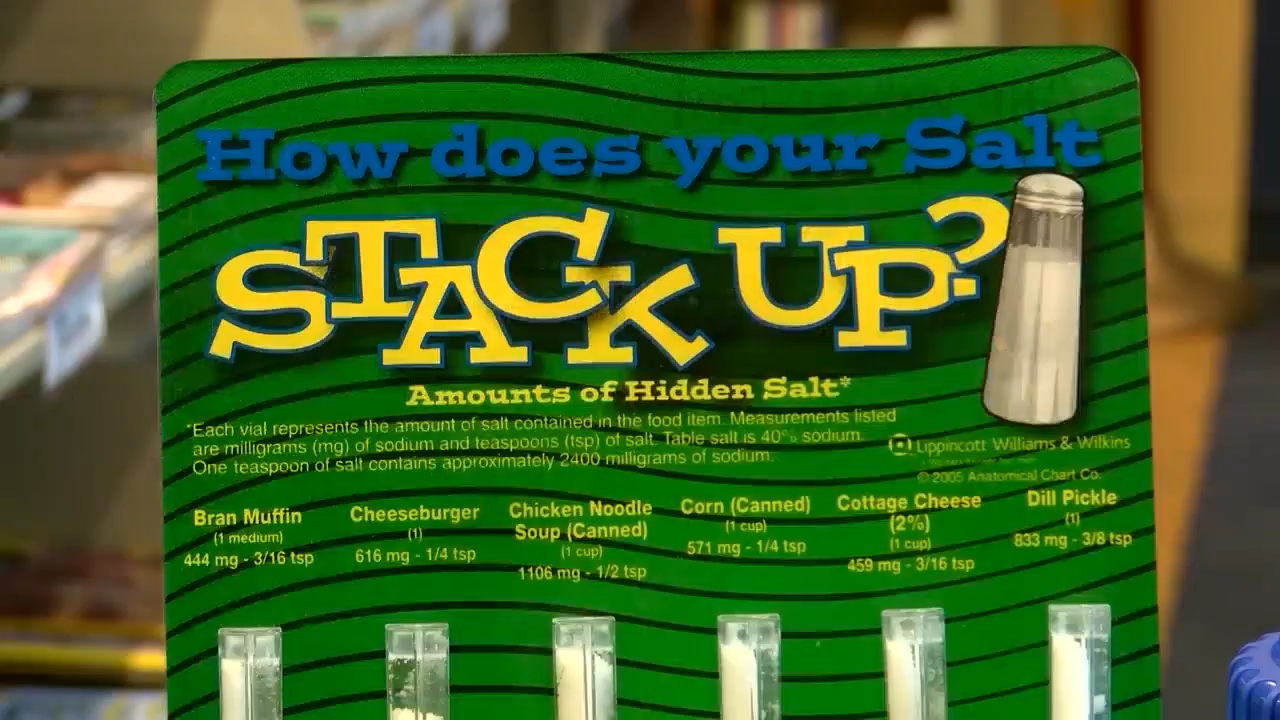 How does your Salt
STACK UP?
Amounts of Hidden Salt*
*Each vial represents the amount of salt contained in the food item. Measurements listed
are milligrams (mg) of sodium and teaspoons (tsp) of salt. Table salt is 40% sodium.
One teaspoon of salt contains approximately 2400 milligrams of sodium.
Lippincott Williams & Wilkins
© 2005 Anatomical Chart Co.
Bran Muffin
(1 medium)
444 mg - 3/16 tsp
Cheeseburger
(1)
616 mg - 1/4 tsp
Chicken Noodle
Soup (Canned)
(1 cup)
1106 mg - 1/2 tsp
Corn (Canned)
(1 cup)
571 mg - 1/4 tsp
Cottage Cheese
(2%)
(1 cup)
459 mg - 3/16 tsp
Dill Pickle
(1)
833 mg - 3/8 tsp